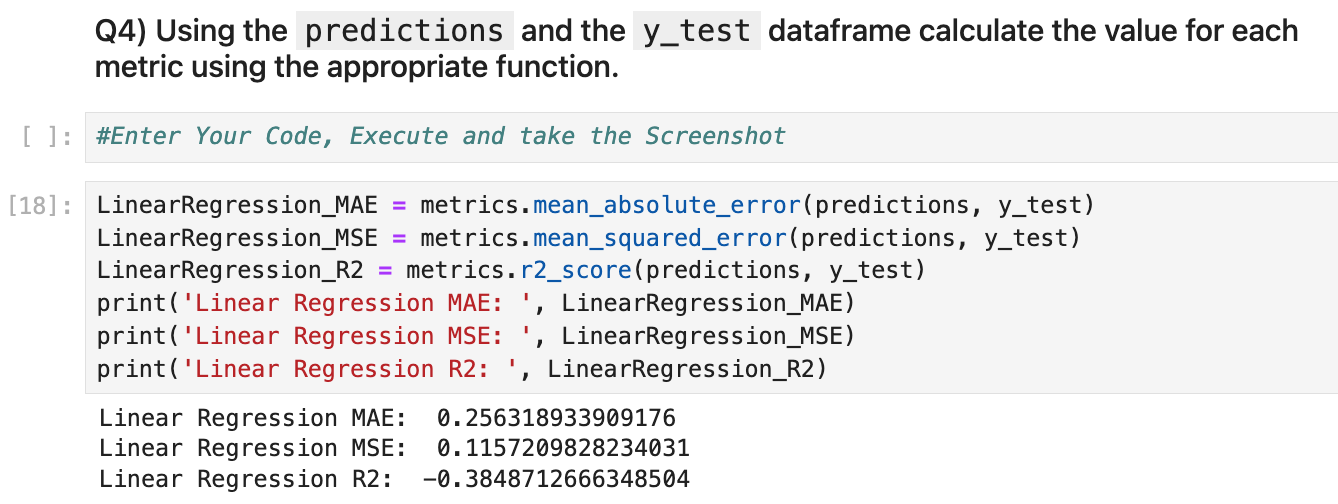 Q4) Using the predictions and the y_test dataframe calculate the value for each
metric using the appropriate function.
[ ]: #Enter Your Code, Execute and take the Screenshot
[18]: LinearRegression_MAE = metrics.mean_absolute_error(predictions, y_test)
LinearRegression_MSE = metrics.mean_squared_error(predictions, y_test)
LinearRegression_R2 = metrics.r2_score(predictions, y_test)
print('Linear Regression MAE: ', LinearRegression_MAE)
print('Linear Regression MSE: ', LinearRegression_MSE)
print('Linear Regression R2: ', LinearRegression_R2)
Linear Regression MAE:  0.256318933909176
Linear Regression MSE:  0.1157209828234031
Linear Regression R2:  -0.3848712666348504